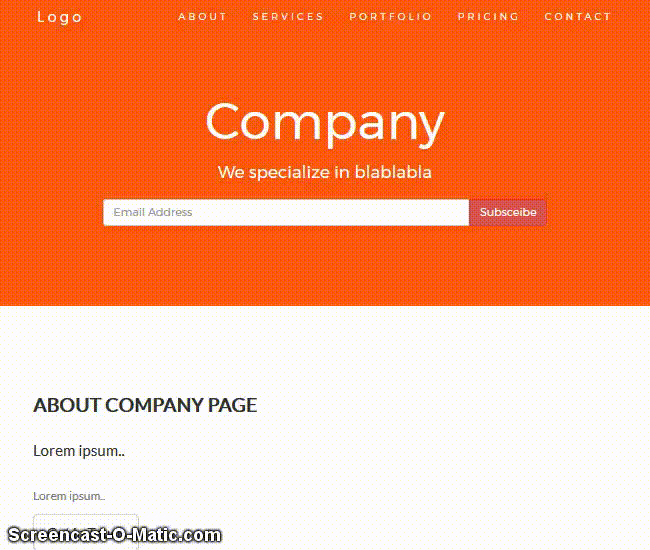 Logo
ABOUT SERVICES PORTFOLIO PRICING CONTACT
Company
We specialize in blablabla
Email Address Subsceibe
ABOUT COMPANY PAGE
Lorem ipsum..
Lorem ipsum..
Screencast-O-Matic.com